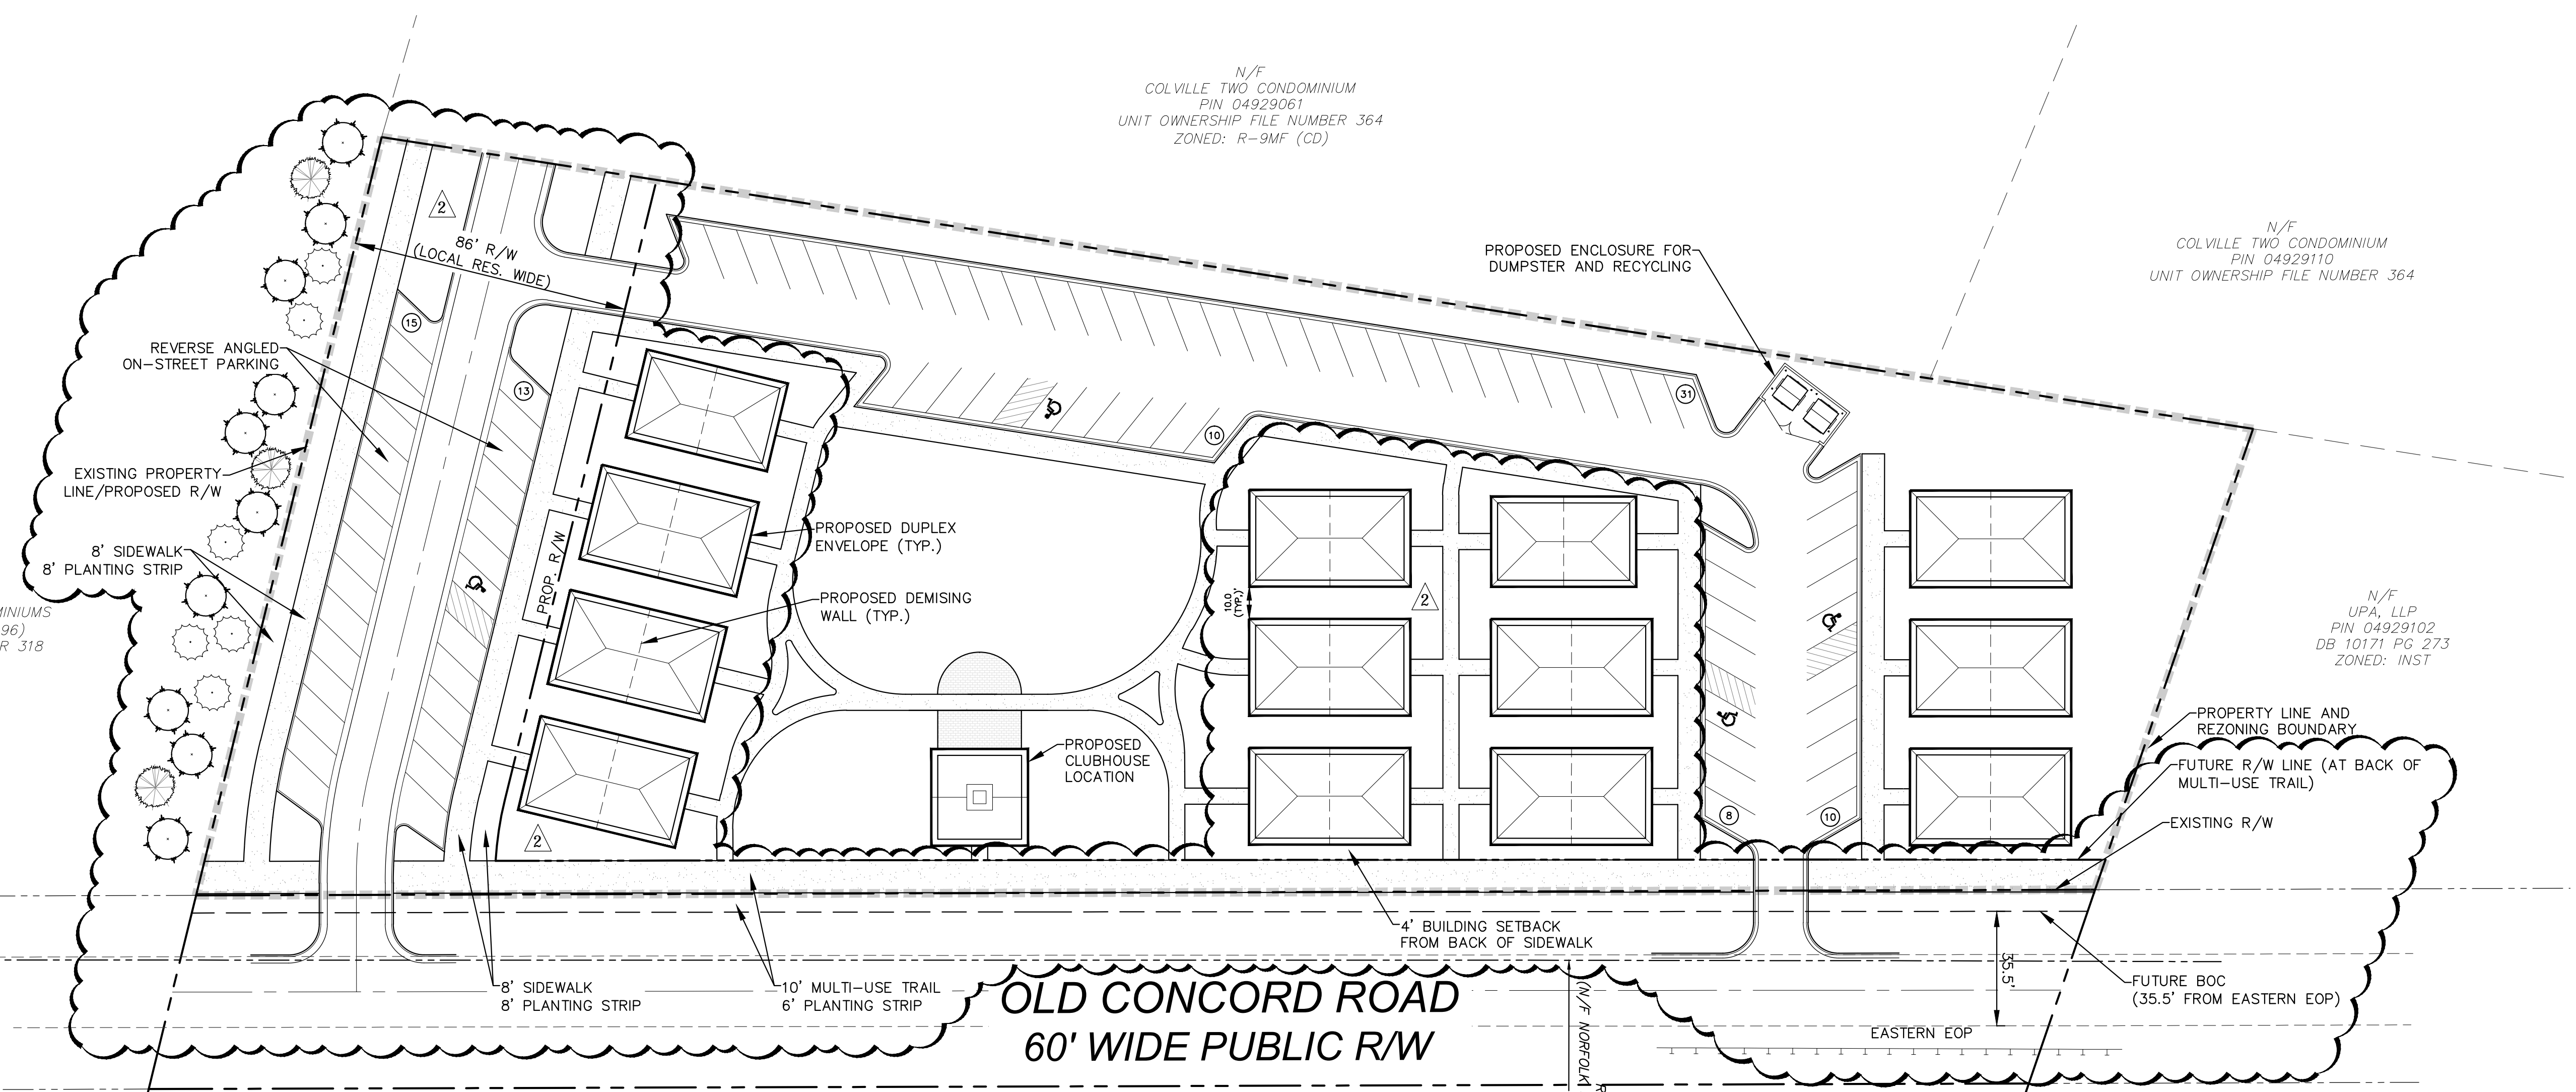 N/F
COLVILLE TWO CONDOMINIUM
PIN 04929061
UNIT OWNERSHIP FILE NUMBER 364
ZONED: R-9MF (CD)
N/F
COLVILLE TWO CONDOMINIUM
PIN 04929110
UNIT OWNERSHIP FILE NUMBER 364
2
86' R/W
(LOCAL RES. WIDE)
PROPOSED ENCLOSURE FOR
DUMPSTER AND RECYCLING
15
REVERSE ANGLED
ON-STREET PARKING
13
31
10
EXISTING PROPERTY
LINE/PROPOSED R/W
PROPOSED DUPLEX
ENVELOPE (TYP.)
8' SIDEWALK
8' PLANTING STRIP
PROP. R/W
PROPOSED DEMISING
WALL (TYP.)
10.0'
(TYP.)
2
MINIUMS
96)
R 318
N/F
UPA, LLP
PIN 04929102
DB 10171 PG 273
ZONED: INST
PROPERTY LINE AND
REZONING BOUNDARY
PROPOSED
CLUBHOUSE
LOCATION
FUTURE R/W LINE (AT BACK OF
MULTI-USE TRAIL)
8
10
EXISTING R/W
2
4' BUILDING SETBACK
FROM BACK OF SIDEWALK
35.5'
8' SIDEWALK
8' PLANTING STRIP
10' MULTI-USE TRAIL
6' PLANTING STRIP
FUTURE BOC
(35.5' FROM EASTERN EOP)
OLD CONCORD ROAD
60' WIDE PUBLIC R/W
(N/F NORFOLK
R
EASTERN EOP